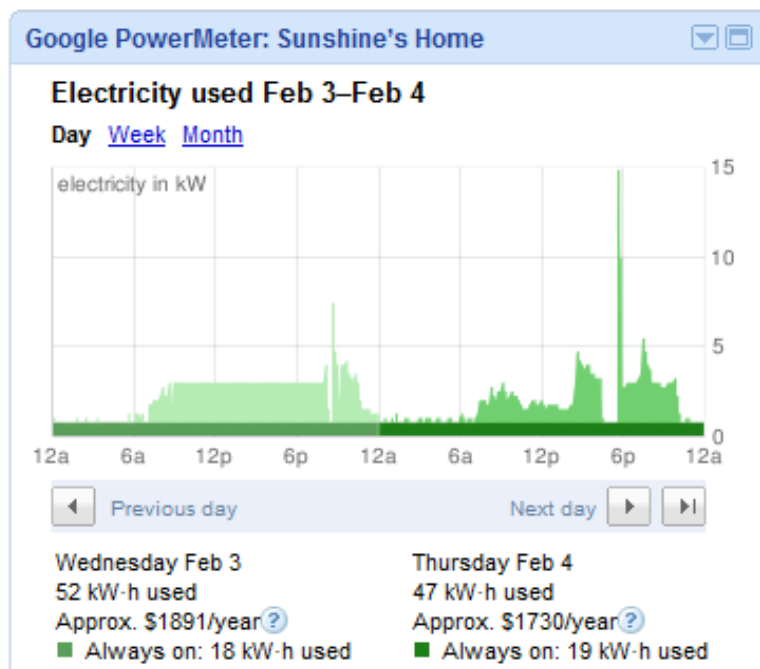 Google PowerMeter: Sunshine's Home
Electricity used Feb 3–Feb 4
Day Week Month
electricity in kW
15
10
5
0
12a 6a 12p 6p 12a 6a 12p 6p 12a
Previous day Next day
Wednesday Feb 3
52 kW·h used
Approx. $1891/year?
Always on: 18 kW·h used
Thursday Feb 4
47 kW·h used
Approx. $1730/year?
Always on: 19 kW·h used